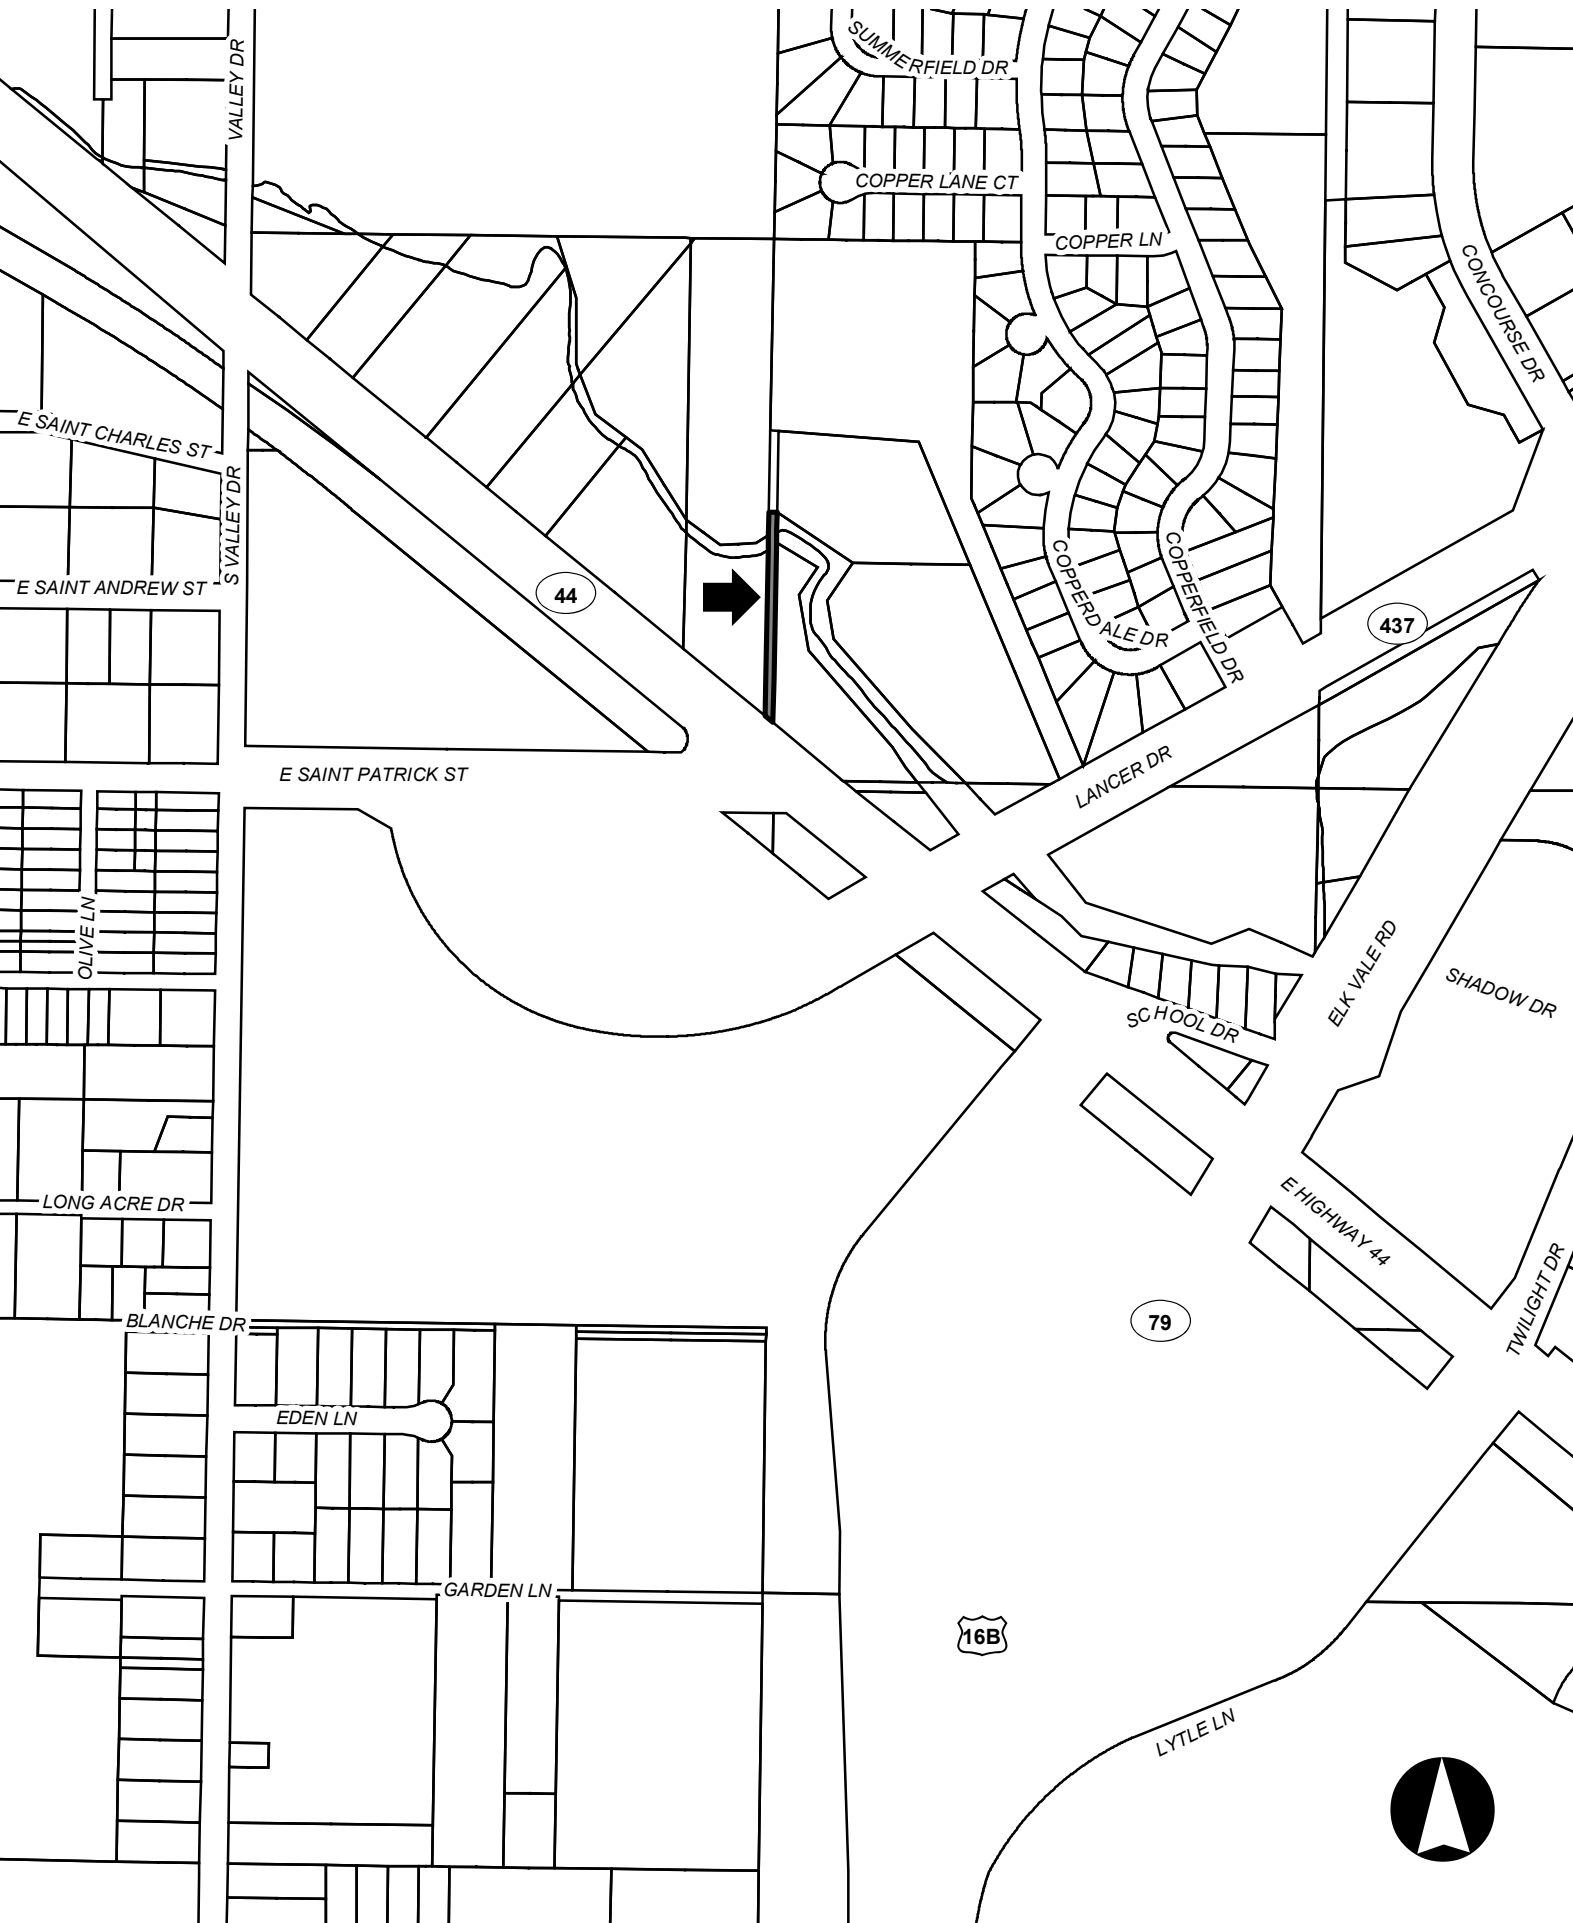 SUMMERFIELD DR
VALLEY DR
COPPER LANE CT
COPPER LN
CONCOURSE DR
E SAINT CHARLES ST
S VALLEY DR
E SAINT ANDREW ST
44
COPPERDALE DR
COPPERFIELD DR
437
E SAINT PATRICK ST
LANCER DR
OLIVE LN
ELK VALE RD
SHADOW DR
SCHOOL DR
LONG ACRE DR
E HIGHWAY 44
TWILIGHT DR
BLANCHE DR
79
EDEN LN
GARDEN LN
16B
LYTLE LN